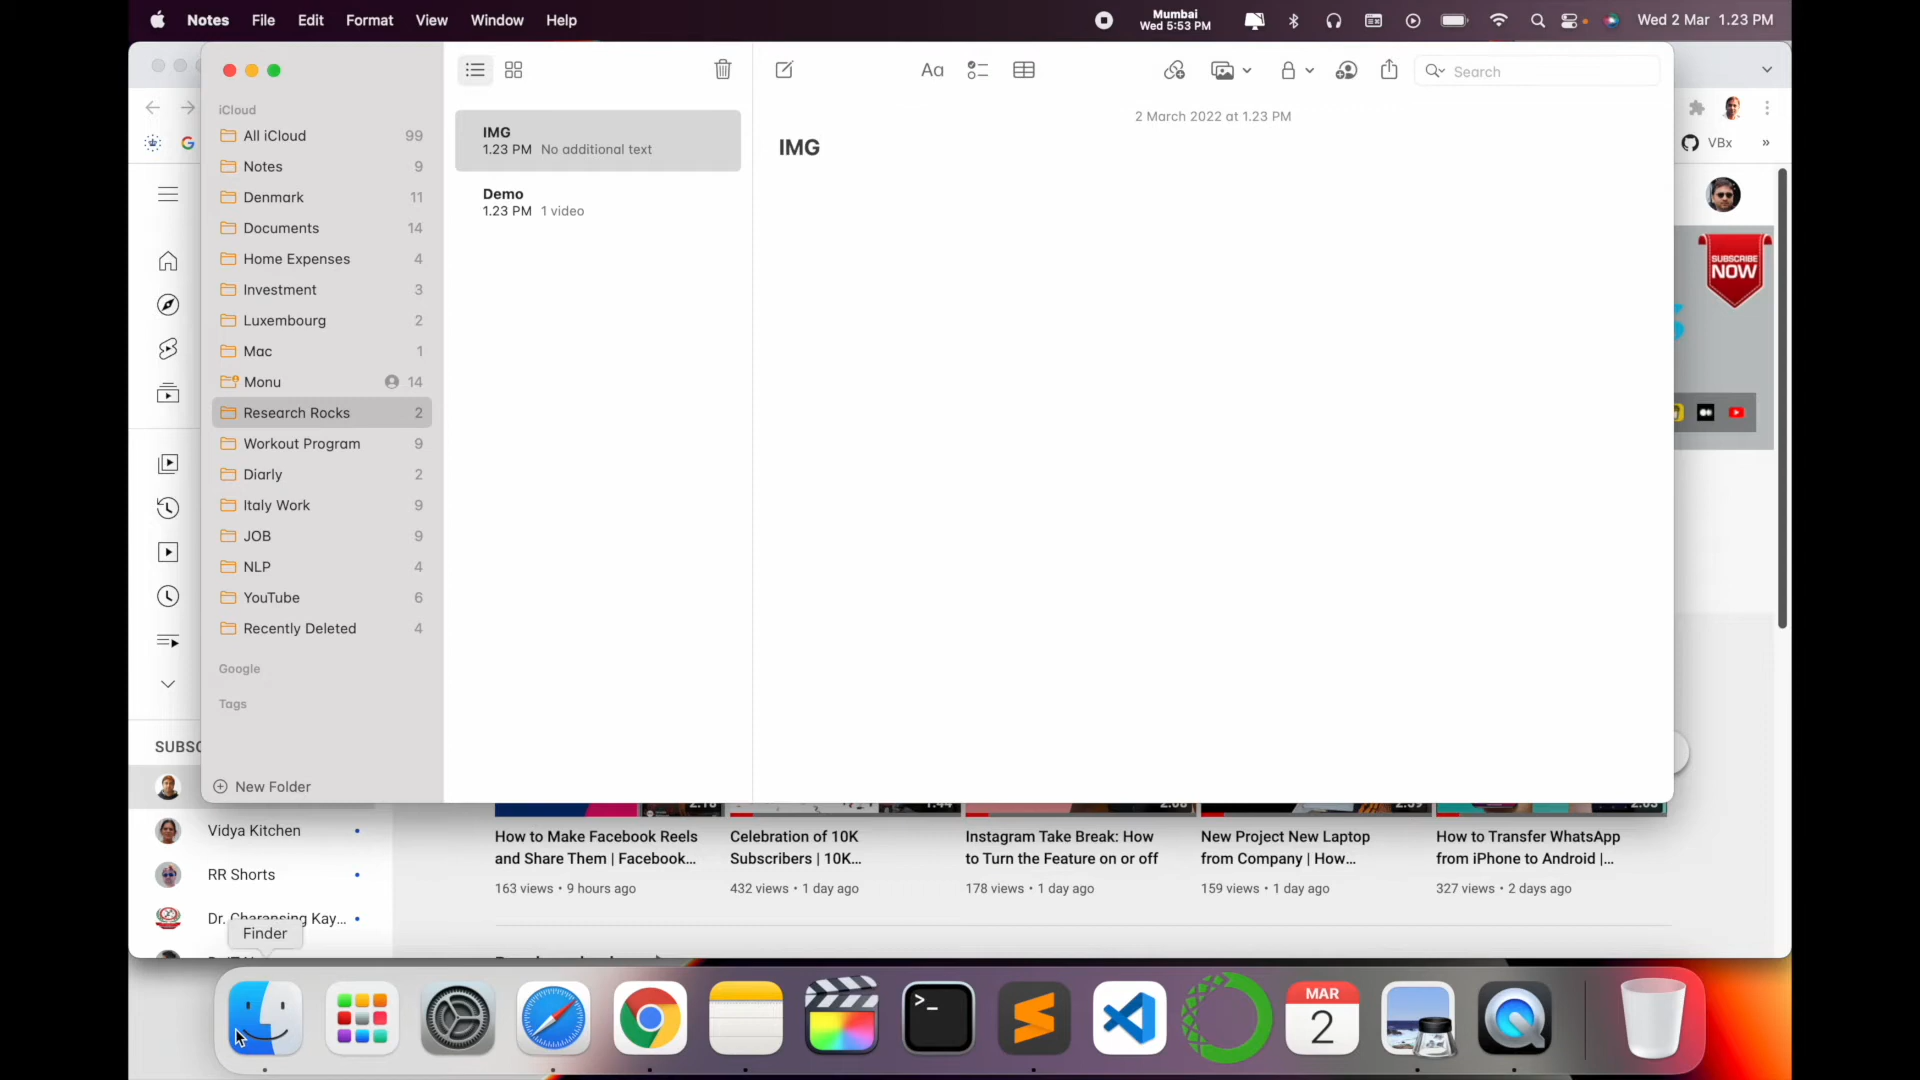 Notes File Edit Format View Window Help
Mumbai
Wed 5:53 PM
Wed 2 Mar 1.23 PM
iCloud
All iCloud 99
Notes 9
Denmark 11
Documents 14
Home Expenses 4
Investment 3
Luxembourg 2
Mac 1
Monu 14
Research Rocks 2
Workout Program 9
Diarly 2
Italy Work 9
JOB 9
NLP 4
YouTube 6
Recently Deleted 4
Google
Tags
New Folder
IMG
1.23 PM No additional text
Demo
1.23 PM 1 video
Aa
Search
2 March 2022 at 1.23 PM
IMG
VBx
SUBSCRIBE
NOW
SUBSC
Vidya Kitchen
RR Shorts
Dr. Charansing Kay...
Finder
How to Make Facebook Reels
and Share Them | Facebook...
163 views • 9 hours ago
Celebration of 10K
Subscribers | 10K...
432 views • 1 day ago
Instagram Take Break: How
to Turn the Feature on or off
178 views • 1 day ago
New Project New Laptop
from Company | How...
159 views • 1 day ago
How to Transfer WhatsApp
from iPhone to Android |...
327 views • 2 days ago
MAR
2